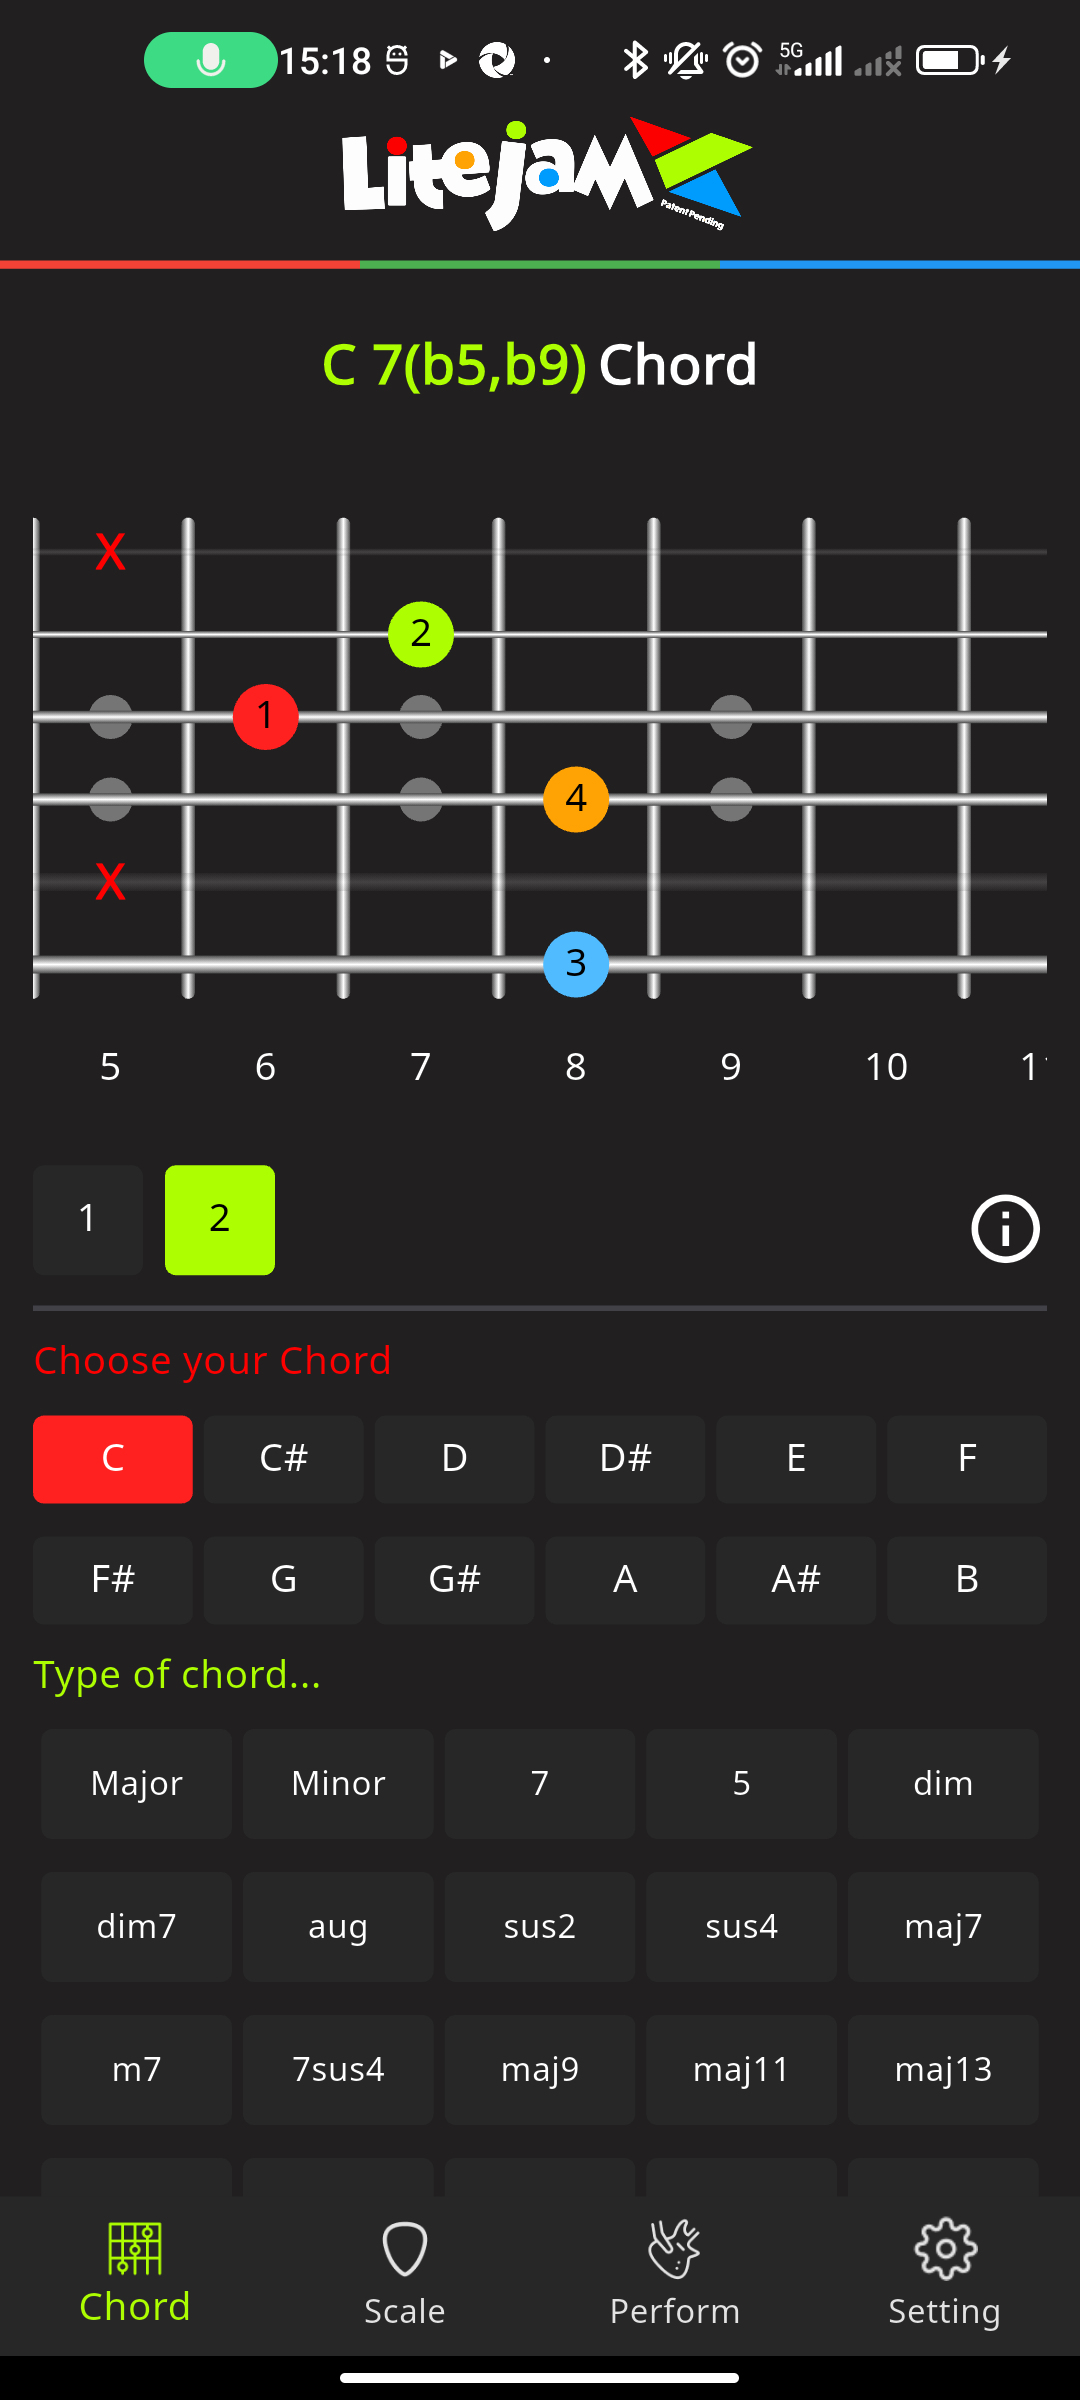 15:18 5G
LiteJam
Patent Pending
C 7(b5,b9) Chord
X
2
1
4
X
3
5 6 7 8 9 10
1 2
Choose your Chord
C C# D D# E F
F# G G# A A# B
Type of chord...
Major Minor 7 5 dim
dim7 aug sus2 sus4 maj7
m7 7sus4 maj9 maj11 maj13
Chord Scale Perform Setting